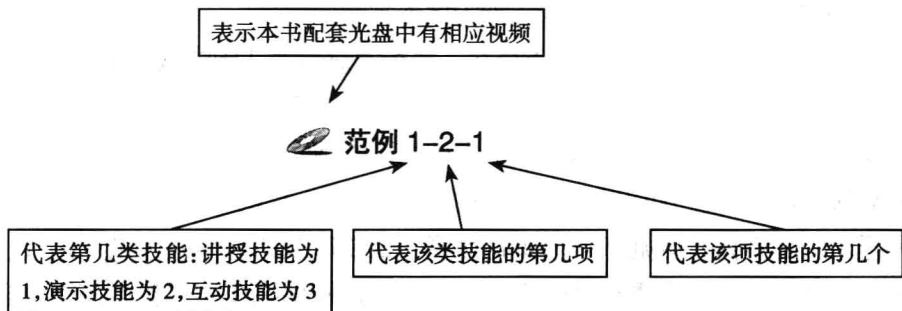 表示本书配套光盘中有相应视频
范例 1-2-1
代表第几类技能:讲授技能为
1,演示技能为2,互动技能为3
代表该类技能的第几项
代表该项技能的第几个